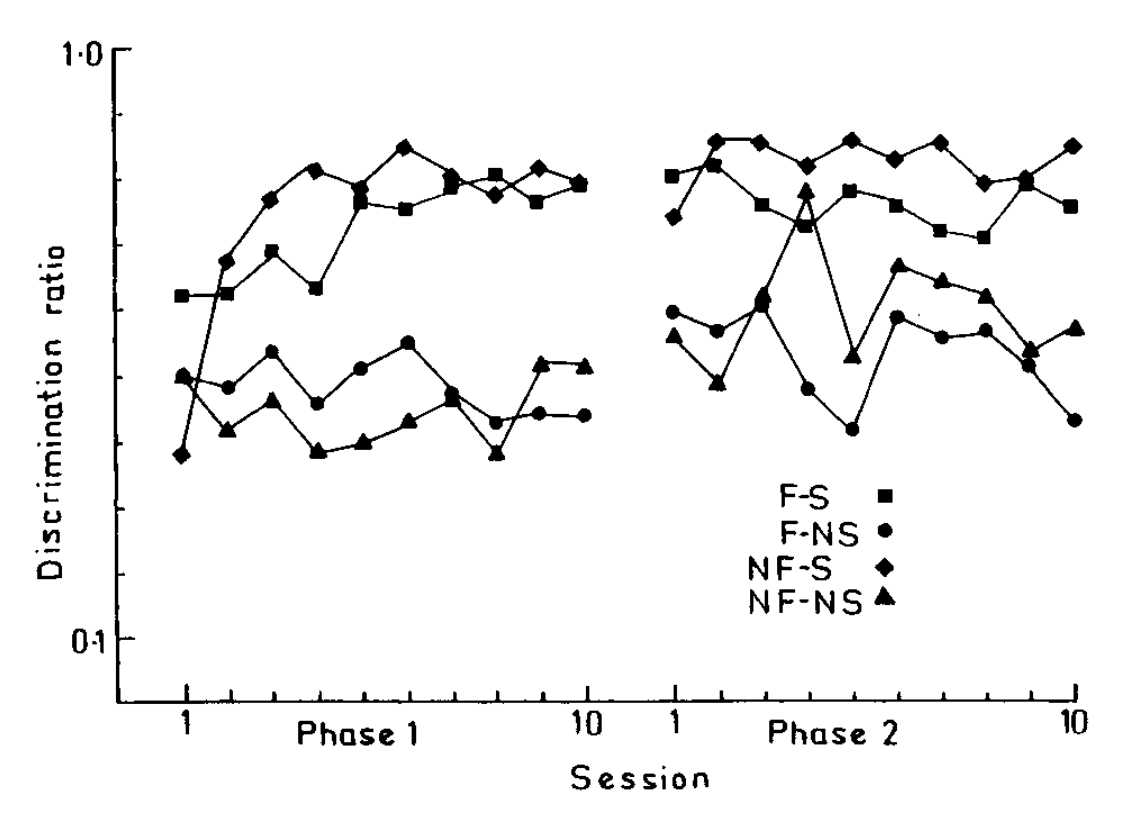 1·0
Discrimination ratio
0·1
1 10 1 10
Phase 1 Phase 2
Session
F-S
F-NS
NF-S
NF-NS